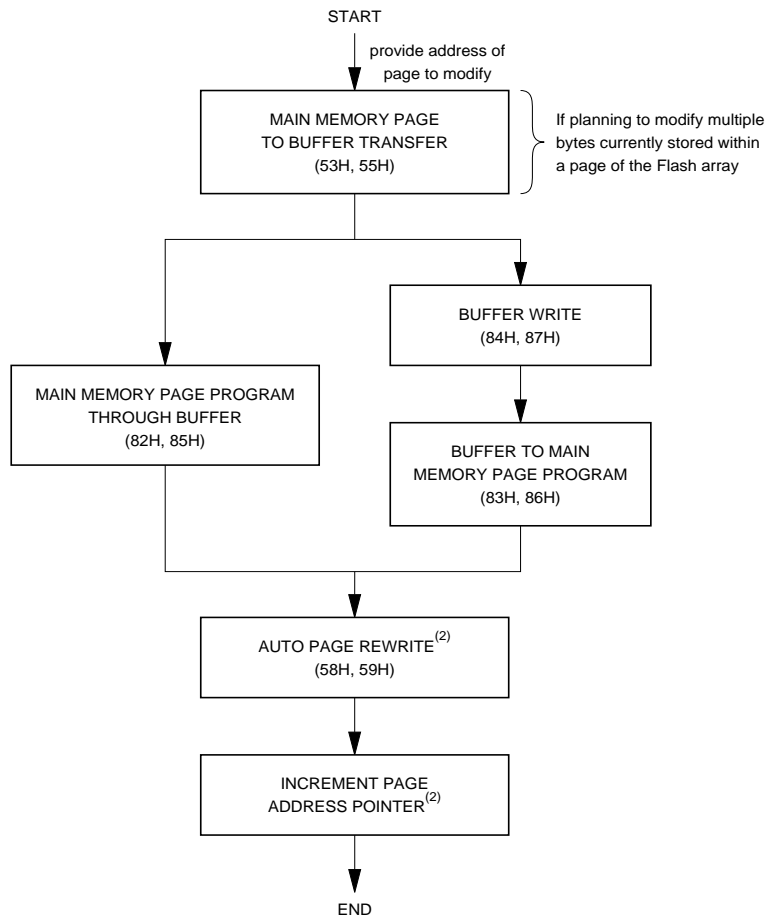 START
provide address of
page to modify
MAIN MEMORY PAGE
TO BUFFER TRANSFER
(53H, 55H)
If planning to modify multiple
bytes currently stored within
a page of the Flash array
BUFFER WRITE
(84H, 87H)
MAIN MEMORY PAGE PROGRAM
THROUGH BUFFER
(82H, 85H)
BUFFER TO MAIN
MEMORY PAGE PROGRAM
(83H, 86H)
AUTO PAGE REWRITE(2)
(58H, 59H)
INCREMENT PAGE
ADDRESS POINTER(2)
END